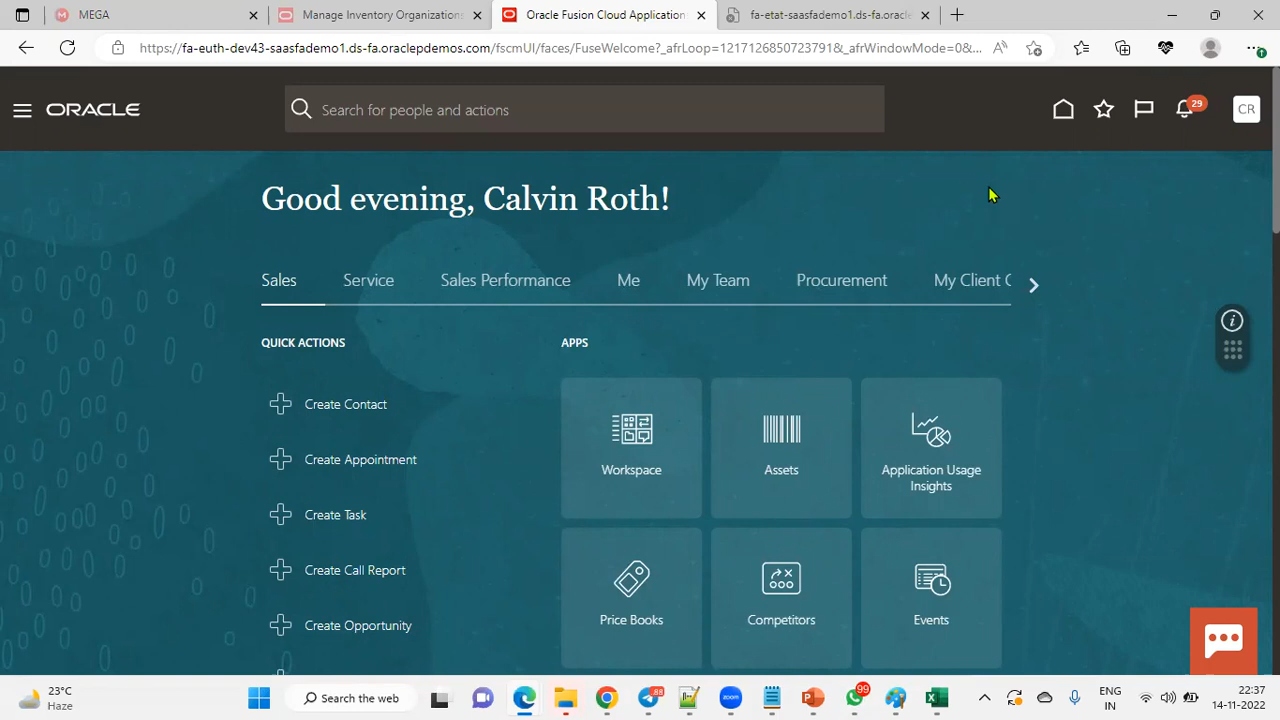 MEGA
Manage Inventory Organizations
Oracle Fusion Cloud Application
fa-etat-saasfademo1.ds-fa.oracle
https://fa-euth-dev43-saasfademo1.ds-fa.oraclepdemos.com/fscmUI/faces/FuseWelcome?_afrLoop=12171268507237​91&_afrWindowMode=0&...
ORACLE
Search for people and actions
29
CR
Good evening, Calvin Roth!
Sales
Service
Sales Performance
Me
My Team
Procurement
My Client G
QUICK ACTIONS
APPS
Create Contact
Create Appointment
Create Task
Create Call Report
Create Opportunity
Workspace
Assets
Application Usage
Insights
Price Books
Competitors
Events
23°C
Haze
Search the web
88
99
ENG
IN
22:37
14-11-2022